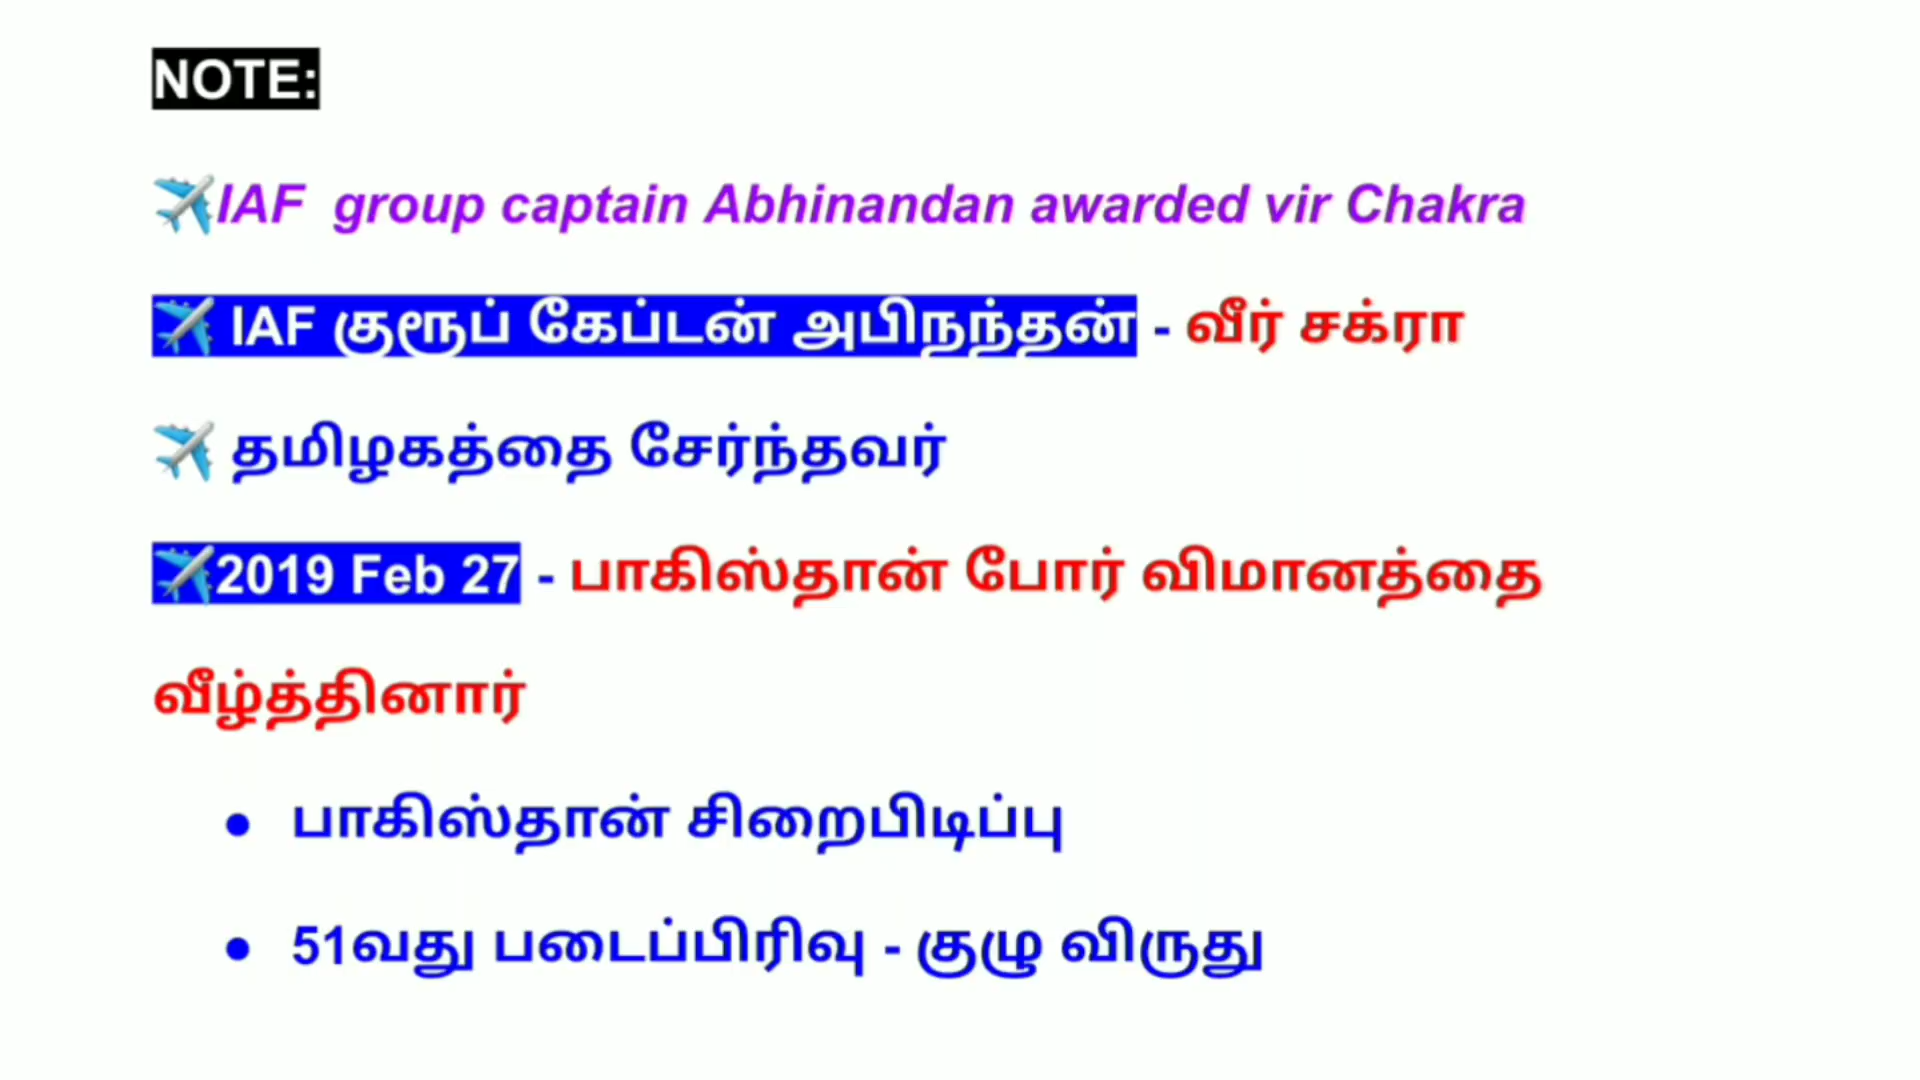 NOTE:
✈️IAF group captain Abhinandan awarded vir Chakra
✈️ IAF குரூப் கேப்டன் அபிநந்தன் - வீர் சக்ரா
✈️ தமிழகத்தை சேர்ந்தவர்
✈️2019 Feb 27 - பாகிஸ்தான் போர் விமானத்தை
வீழ்த்தினார்
● பாகிஸ்தான் சிறைபிடிப்பு
● 51வது படைப்பிரிவு - குழு விருது